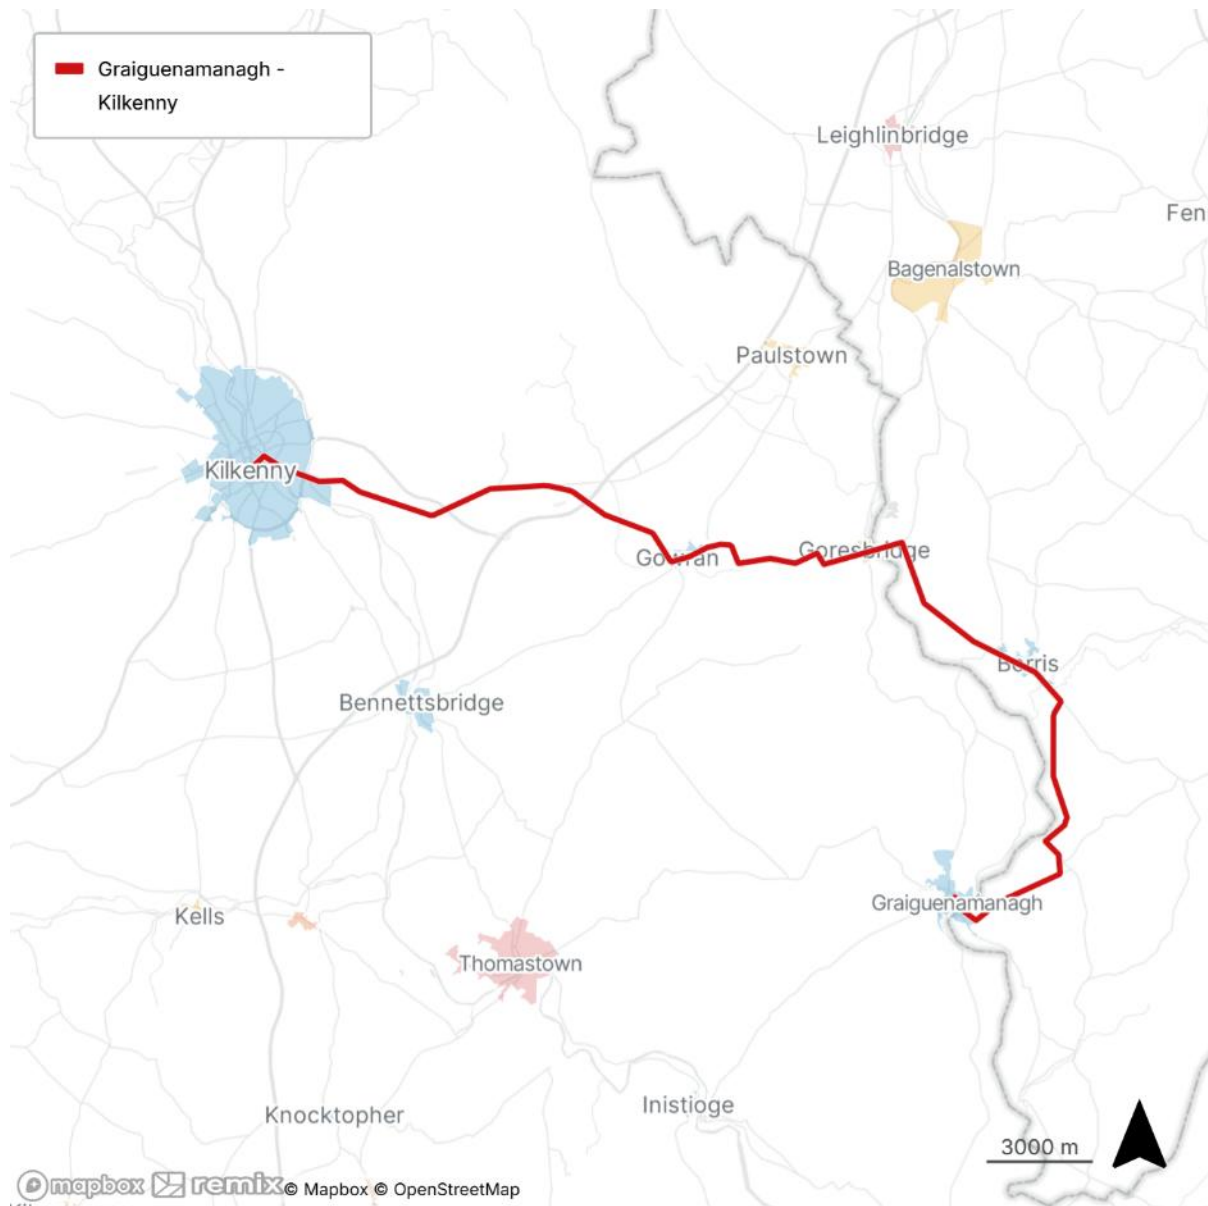 Graiguenamanagh -
Kilkenny
Leighlinbridge
Fen
Bagenalstown
Paulstown
Kilkenny
Gowran
Goresbridge
Borris
Bennettsbridge
Graiguenamanagh
Kells
Thomastown
Inistioge
Knocktopher
3000 m
mapbox remix © Mapbox © OpenStreetMap